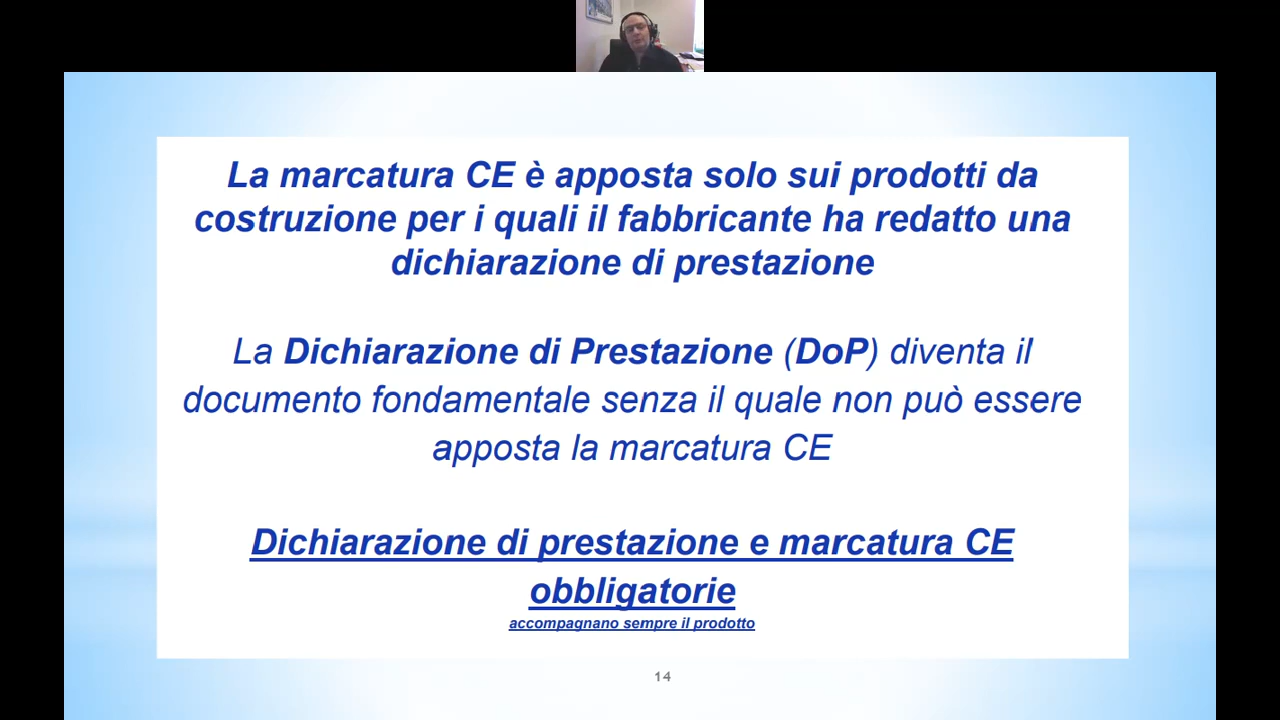 La marcatura CE è apposta solo sui prodotti da
costruzione per i quali il fabbricante ha redatto una
dichiarazione di prestazione
La Dichiarazione di Prestazione (DoP) diventa il
documento fondamentale senza il quale non può essere
apposta la marcatura CE
Dichiarazione di prestazione e marcatura CE
obbligatorie
accompagnano sempre il prodotto
14